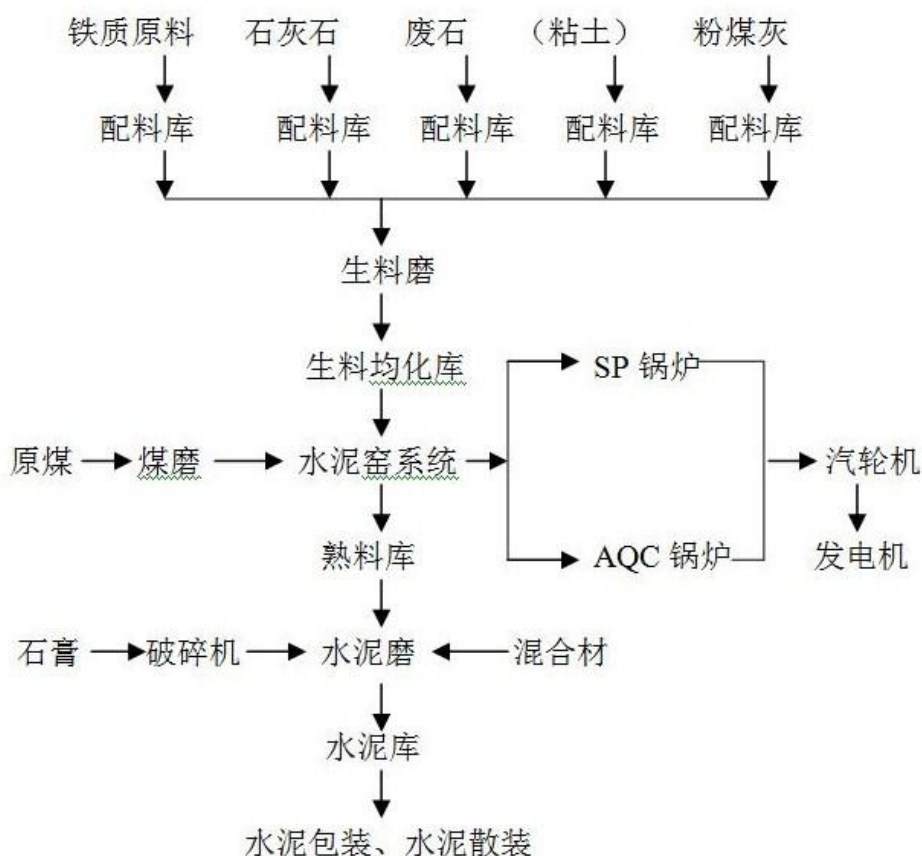 铁质原料 石灰石 废石 （粘土） 粉煤灰
配料库 配料库 配料库 配料库 配料库
生料磨
生料均化库 SP 锅炉
原煤 煤磨 水泥窑系统 汽轮机
熟料库 AQC 锅炉 发电机
石膏 破碎机 水泥磨 混合材
水泥库
水泥包装、水泥散装